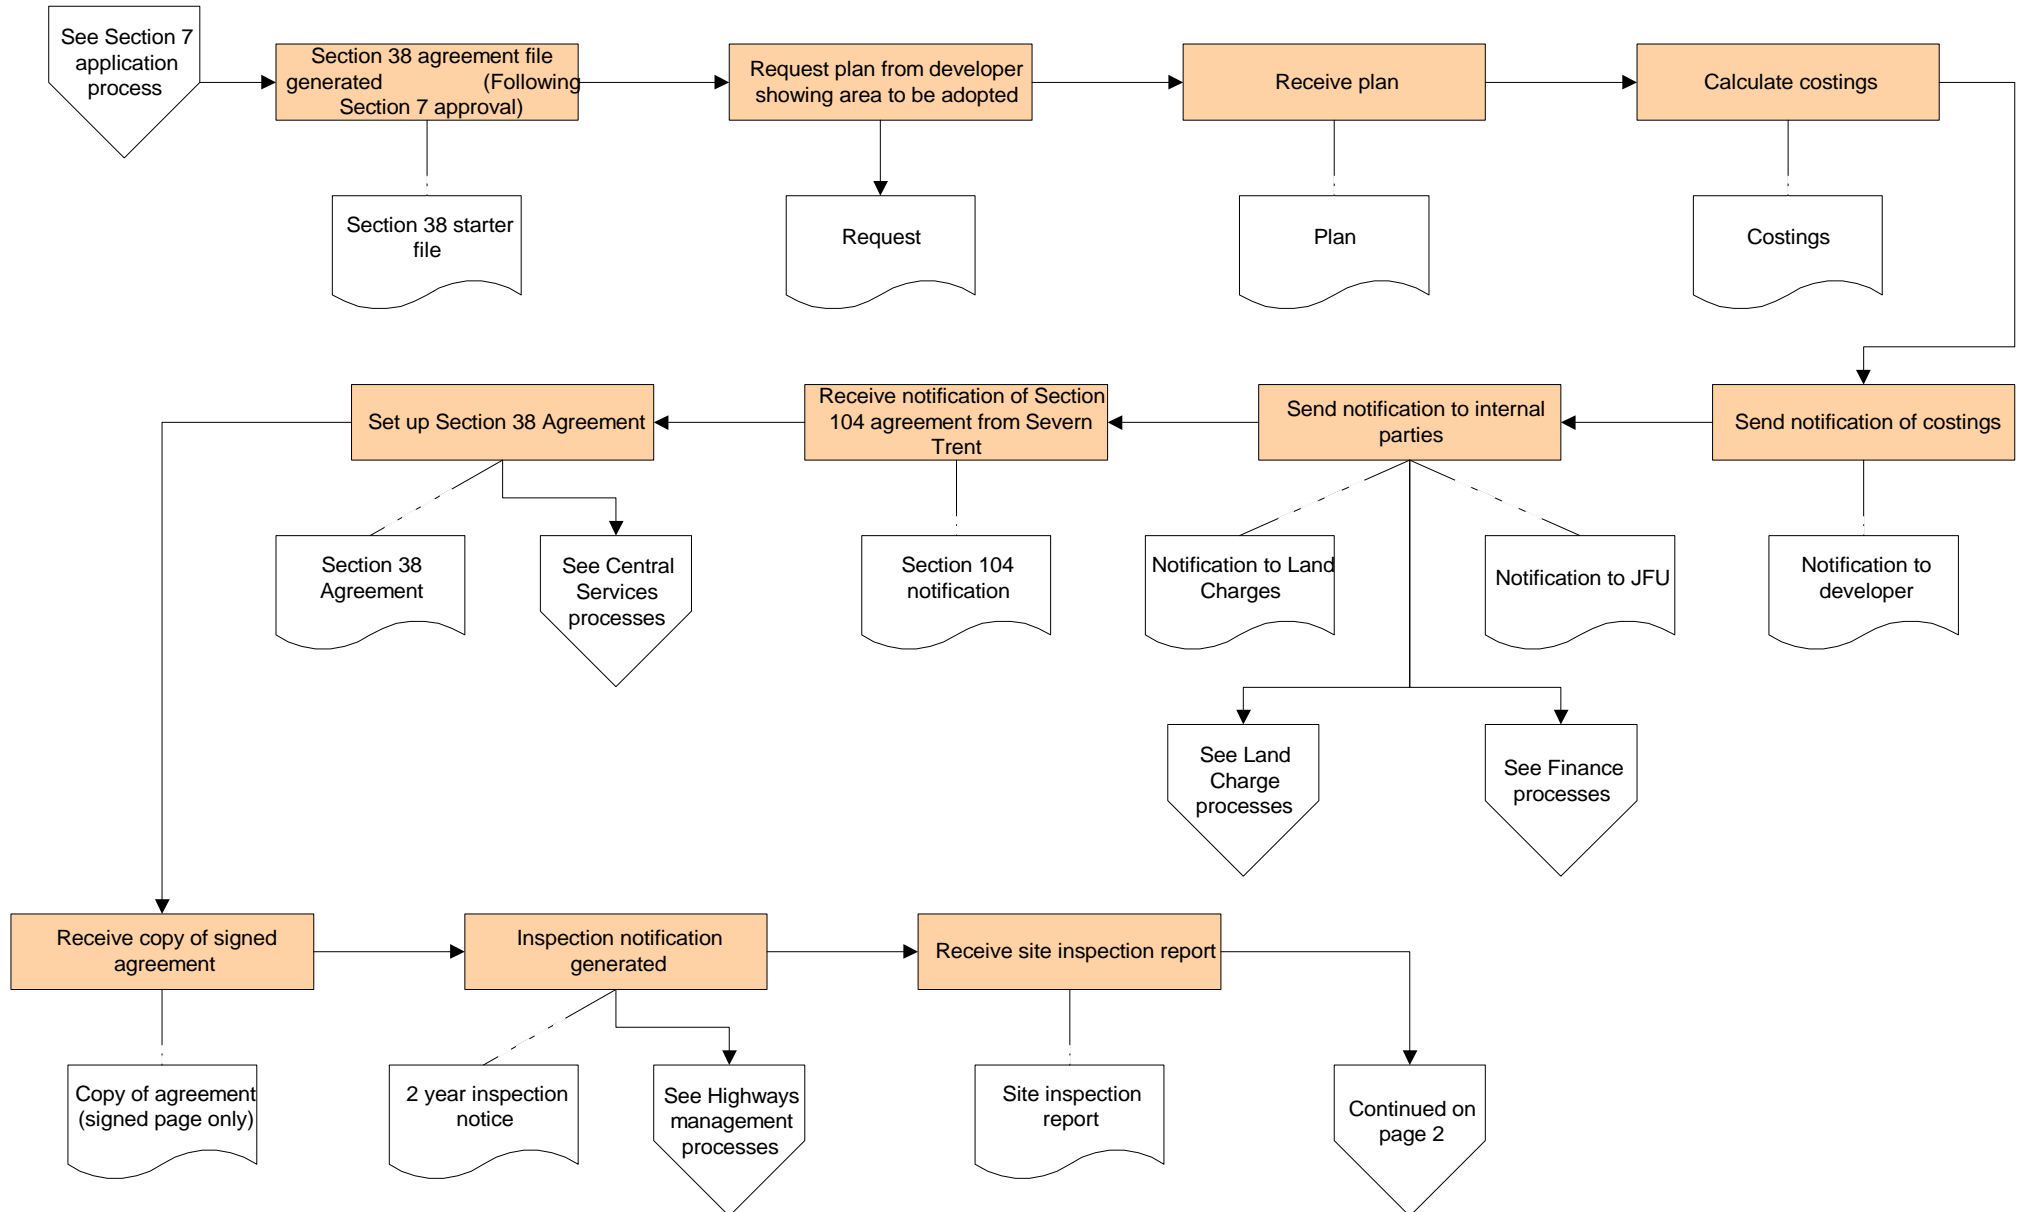 See Section 7
application
process
Section 38 agreement file
generated (Following
Section 7 approval)
Request plan from developer
showing area to be adopted
Receive plan
Calculate costings
Section 38 starter
file
Request
Plan
Costings
Set up Section 38 Agreement
Receive notification of Section
104 agreement from Severn
Trent
Send notification to internal
parties
Send notification of costings
Section 38
Agreement
See Central
Services
processes
Section 104
notification
Notification to Land
Charges
Notification to JFU
Notification to
developer
See Land
Charge
processes
See Finance
processes
Receive copy of signed
agreement
Inspection notification
generated
Receive site inspection report
Copy of agreement
(signed page only)
2 year inspection
notice
See Highways
management
processes
Site inspection
report
Continued on
page 2